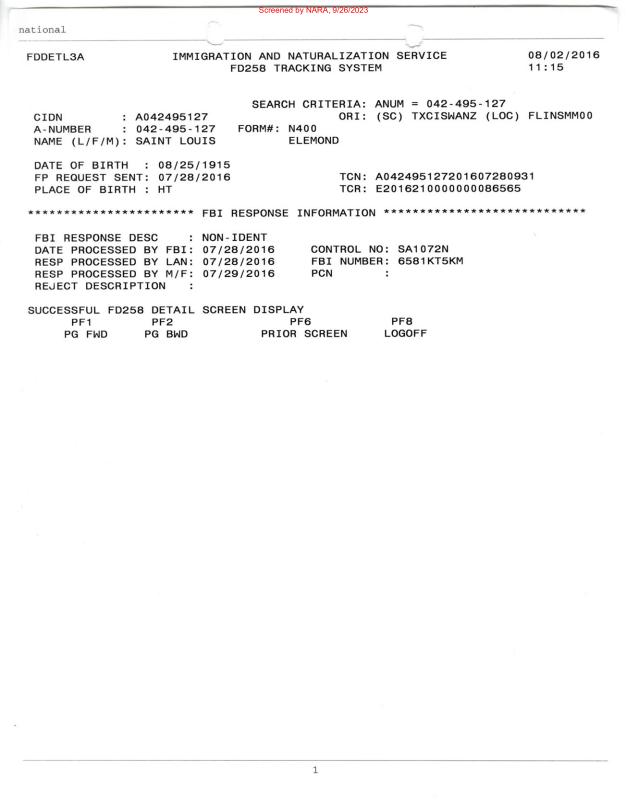 Screened by NARA, 9/26/2023
national
FDDETL3A IMMIGRATION AND NATURALIZATION SERVICE 08/02/2016
FD258 TRACKING SYSTEM 11:15
SEARCH CRITERIA: ANUM = 042-495-127
CIDN : A042495127 ORI: (SC) TXCISWANZ (LOC) FLINSMM00
A-NUMBER : 042-495-127 FORM#: N400
NAME (L/F/M): SAINT LOUIS ELEMOND
DATE OF BIRTH : 08/25/1915
FP REQUEST SENT: 07/28/2016 TCN: A042495127201607280931
PLACE OF BIRTH : HT TCR: E2016210000000086565
*********************** FBI RESPONSE INFORMATION ****************************
FBI RESPONSE DESC : NON-IDENT
DATE PROCESSED BY FBI: 07/28/2016 CONTROL NO: SA1072N
RESP PROCESSED BY LAN: 07/28/2016 FBI NUMBER: 6581KT5KM
RESP PROCESSED BY M/F: 07/29/2016 PCN :
REJECT DESCRIPTION :
SUCCESSFUL FD258 DETAIL SCREEN DISPLAY
PF1 PF2 PF6 PF8
PG FWD PG BWD PRIOR SCREEN LOGOFF
1